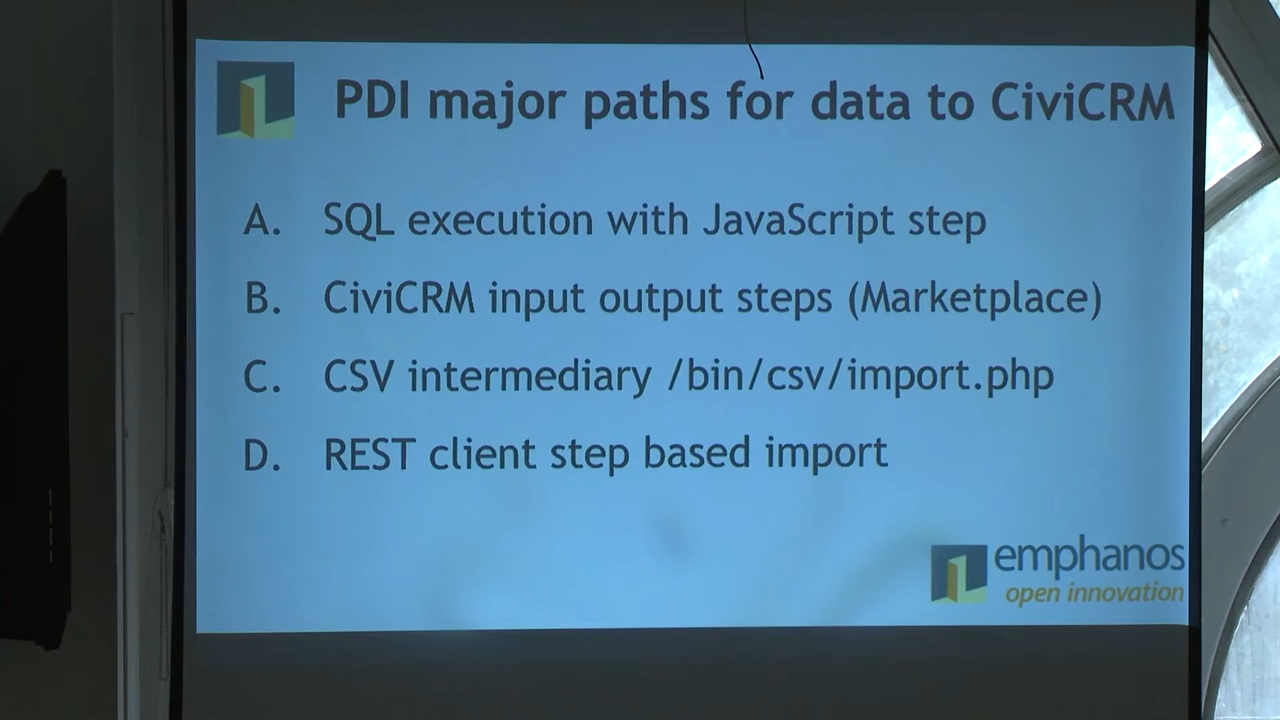 PDI major paths for data to CiviCRM
A. SQL execution with JavaScript step
B. CiviCRM input output steps (Marketplace)
C. CSV intermediary /bin/csv/import.php
D. REST client step based import
emphanos
open innovation